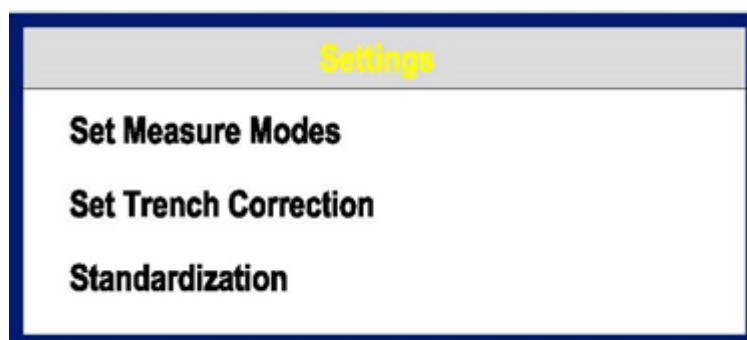 Settings
Set Measure Modes
Set Trench Correction
Standardization